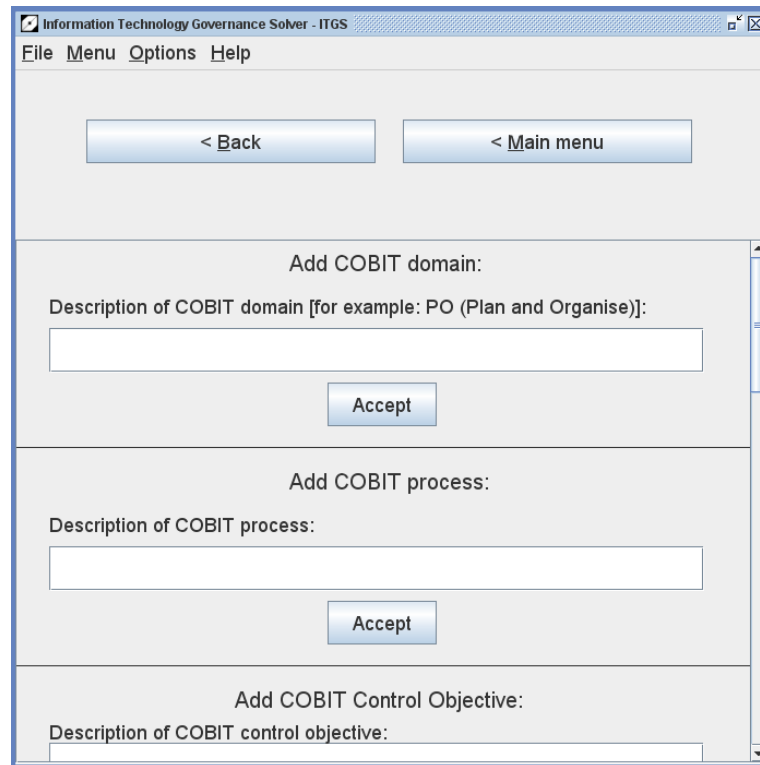 Information Technology Governance Solver - ITGS
File Menu Options Help
< Back < Main menu
Add COBIT domain:
Description of COBIT domain [for example: PO (Plan and Organise)]:
Accept
Add COBIT process:
Description of COBIT process:
Accept
Add COBIT Control Objective:
Description of COBIT control objective: